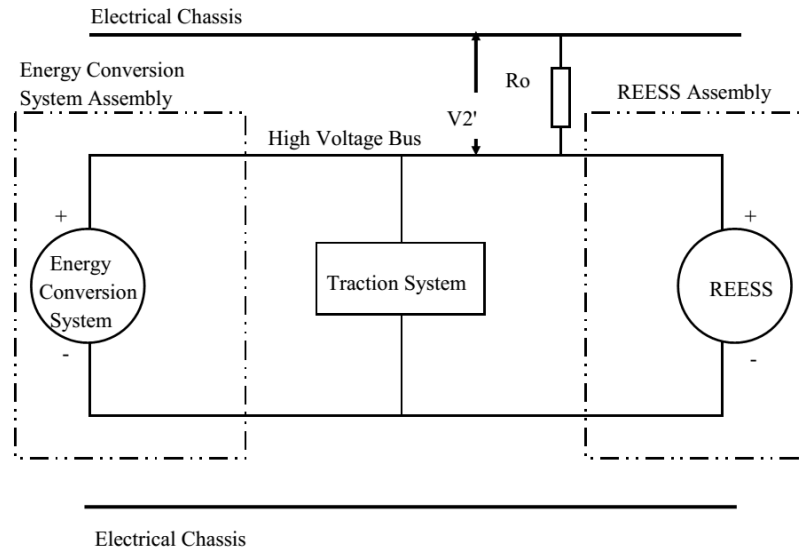 Electrical Chassis
Energy Conversion
System Assembly
Ro
REESS Assembly
V2'
High Voltage Bus
+
+
Energy
Conversion
System
Traction System
REESS
-
-
Electrical Chassis